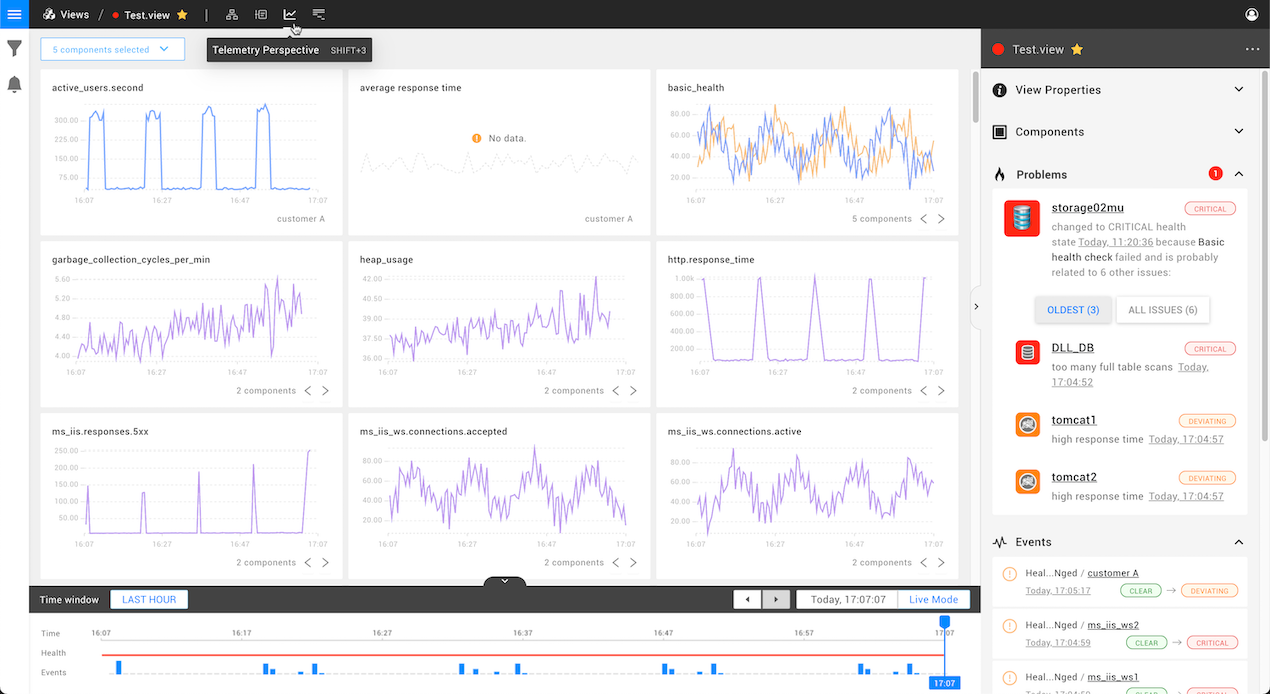 Views / Test.view
Telemetry Perspective SHIFT+3
5 components selected
active_users.second
300.00
225.00
150.00
75.00
16:07 16:27 16:47 17:07
customer A
average response time
No data.
customer A
basic_health
80.00
60.00
40.00
20.00
16:07 16:27 16:47 17:07
5 components
garbage_collection_cycles_per_min
5.60
5.20
4.80
4.40
4.00
16:07 16:27 16:47 17:07
2 components
heap_usage
42.00
40.50
39.00
37.50
36.00
16:07 16:27 16:47 17:07
2 components
http.response_time
1.00k
800.00
600.00
400.00
200.00
16:07 16:27 16:47 17:07
2 components
ms_iis.responses.5xx
250.00
200.00
150.00
100.00
50.00
16:07 16:27 16:47 17:07
2 components
ms_iis_ws.connections.accepted
80.00
60.00
40.00
20.00
16:07 16:27 16:47 17:07
2 components
ms_iis_ws.connections.active
80.00
60.00
40.00
20.00
16:07 16:27 16:47 17:07
2 components
Time window LAST HOUR Today, 17:07:07 Live Mode
Time 16:07 16:17 16:27 16:37 16:47 16:57 17:07
Health
Events
17:07
Test.view
View Properties
Components
Problems 1
storage02mu CRITICAL
changed to CRITICAL health
state Today, 11:20:36 because Basic
health check failed and is probably
related to 6 other issues:
OLDEST (3) ALL ISSUES (6)
DLL_DB CRITICAL
too many full table scans Today,
17:04:52
tomcat1 DEVIATING
high response time Today, 17:04:57
tomcat2 DEVIATING
high response time Today, 17:04:57
Events
Heal...Nged / customer A
Today, 17:05:17 CLEAR → DEVIATING
Heal...Nged / ms_iis_ws2
Today, 17:04:59 CLEAR → CRITICAL
Heal...Nged / ms_iis_ws1
Today, 17:04:59 CLEAR → CRITICAL